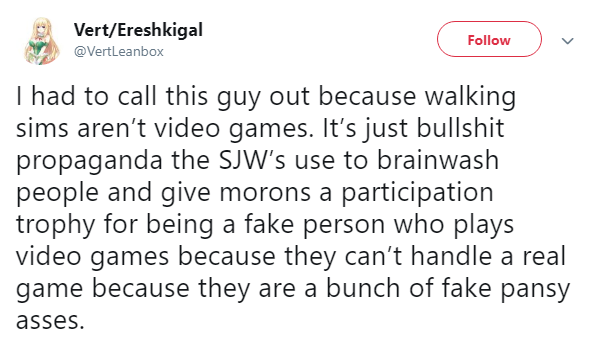 Vert/Ereshkigal
@VertLeanbox
Follow
I had to call this guy out because walking
sims aren’t video games. It’s just bullshit
propaganda the SJW’s use to brainwash
people and give morons a participation
trophy for being a fake person who plays
video games because they can’t handle a real
game because they are a bunch of fake pansy
asses.